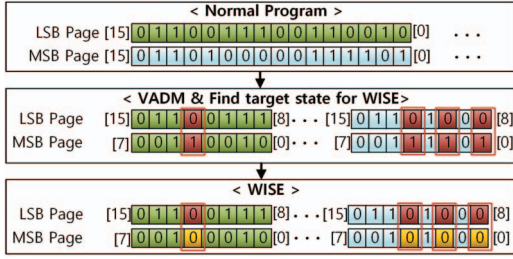 < Normal Program >
LSB Page [15] 0 1 1 0 0 1 1 1 0 0 1 1 0 0 1 0 [0] ...
MSB Page [15] 0 1 1 0 1 0 0 0 0 0 1 1 1 1 0 1 [0] ...
< VADM & Find target state for WISE>
LSB Page [15] 0 1 1 0 0 1 1 1 [8] ... [15] 0 1 1 0 1 0 0 0 [8]
MSB Page [7] 0 0 1 1 0 0 1 0 [0] ... [7] 0 0 1 1 1 1 0 1 [0]
< WISE >
LSB Page [15] 0 1 1 0 0 1 1 1 [8] ... [15] 0 1 1 0 1 0 0 0 [8]
MSB Page [7] 0 0 1 0 0 0 1 0 [0] ... [7] 0 0 1 0 1 0 0 0 [0]